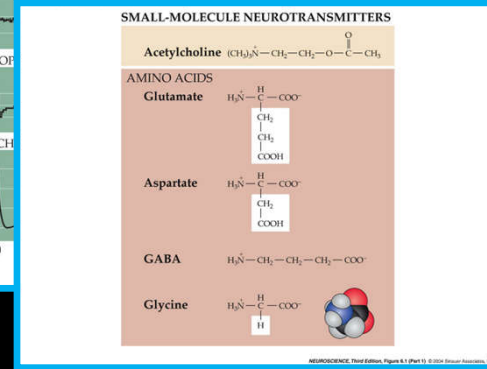 SMALL-MOLECULE NEUROTRANSMITTERS
O
Acetylcholine (CH₃)₃N⁺—CH₂—CH₂—O—C—CH₃
AMINO ACIDS
H
Glutamate H₃N⁺—C—COO⁻
CH₂
CH₂
COOH
H
Aspartate H₃N⁺—C—COO⁻
CH₂
COOH
GABA H₃N⁺—CH₂—CH₂—CH₂—COO⁻
H
Glycine H₃N⁺—C—COO⁻
H
NEUROSCIENCE, Third Edition, Figure 6.1 (Part 1) © 2004 Sinauer Associates,
OP
CH